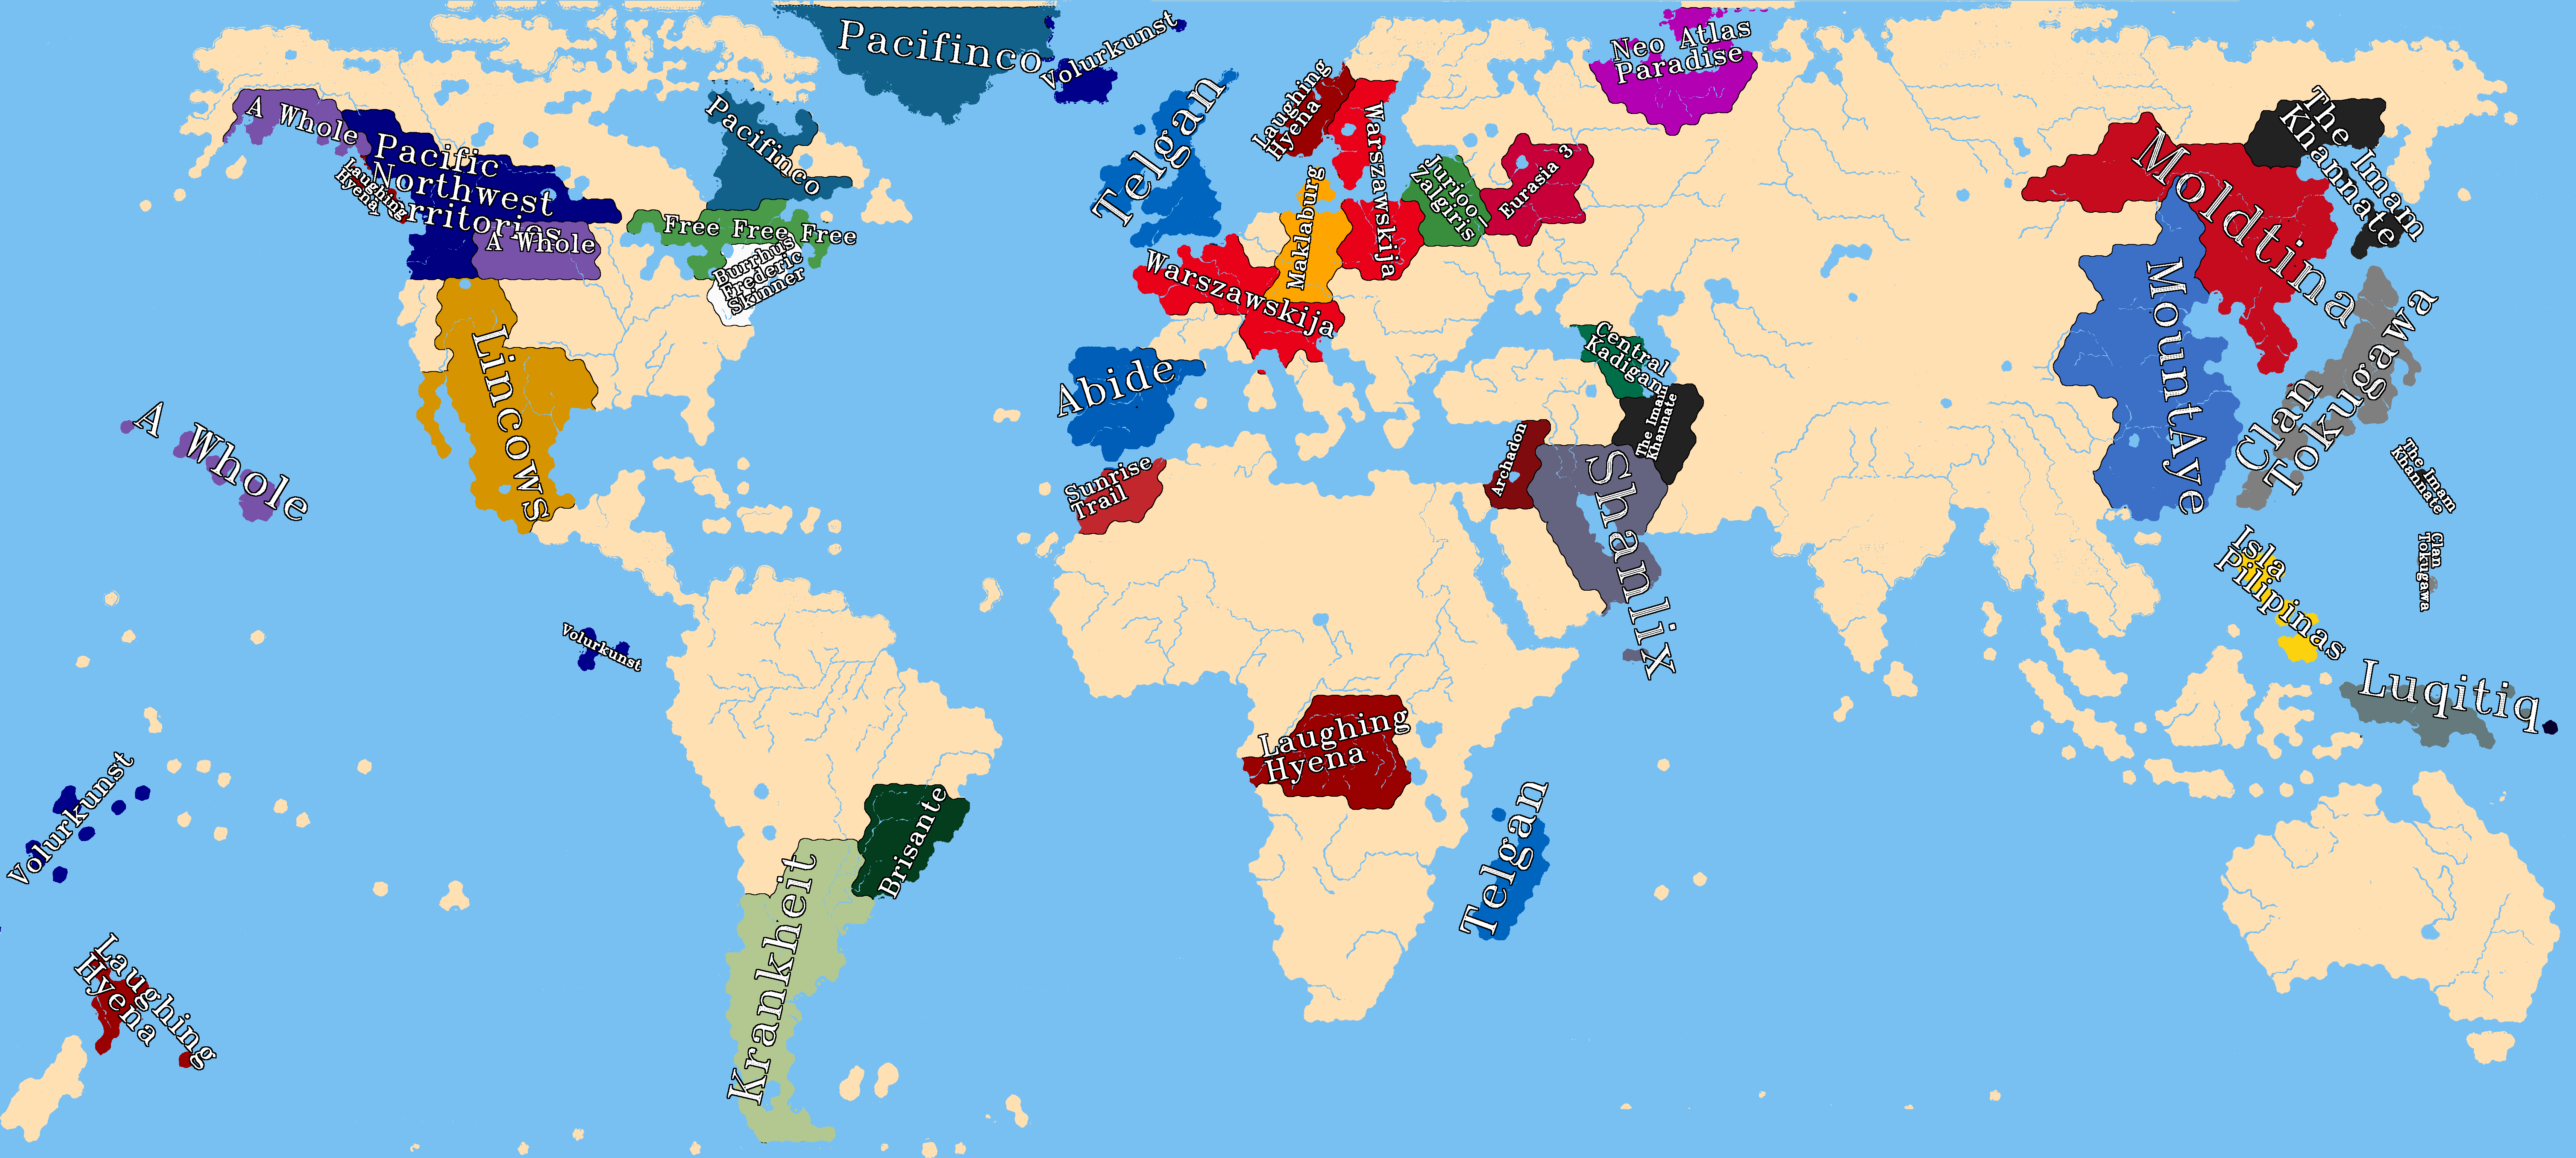 Pacifinco
Volurkunst
Neo Atlas
Paradise
Telgan
Laughing
Hyena
Warszawskija
A Whole
Pacific
Northwest
Territories
Laughing
Hyena
A Whole
Pacifinco
Free Free Free
Burrhus
Frederic
Skinner
Maklaburg
Juriooli
Zalgiris
Eurasia 3
The Imam
Khannate
Moldtina
Warszawskija
Lincows
Abide
Central
Kadigani
The Imam
Khannate
Archadon
Shamlix
MountAye
Clan
Tokugawa
A Whole
Sunrise
Trail
The Imam
Khannate
Isla
Pilipinas
Clan
Tokugawa
Volurkunst
Luqitiq
Laughing
Hyena
Volurkunst
Brisante
Telgan
Krankheit
Laughing
Hyena